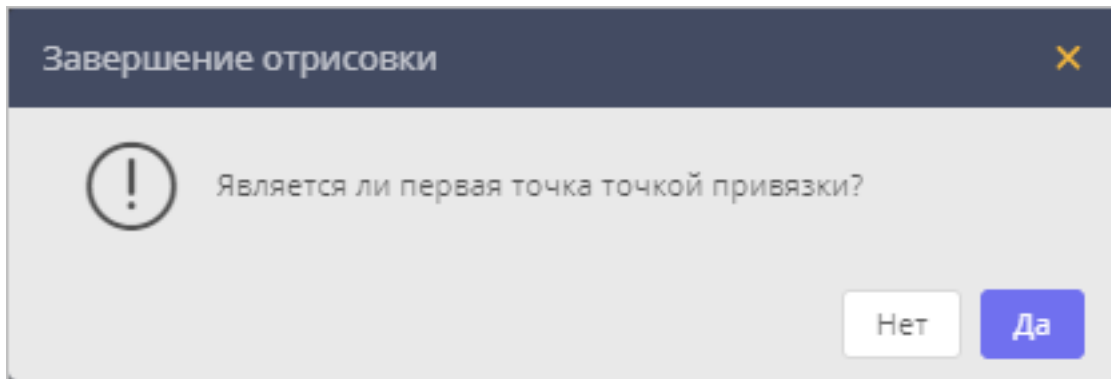 Завершение отрисовки
Является ли первая точка точкой привязки?
Нет
Да